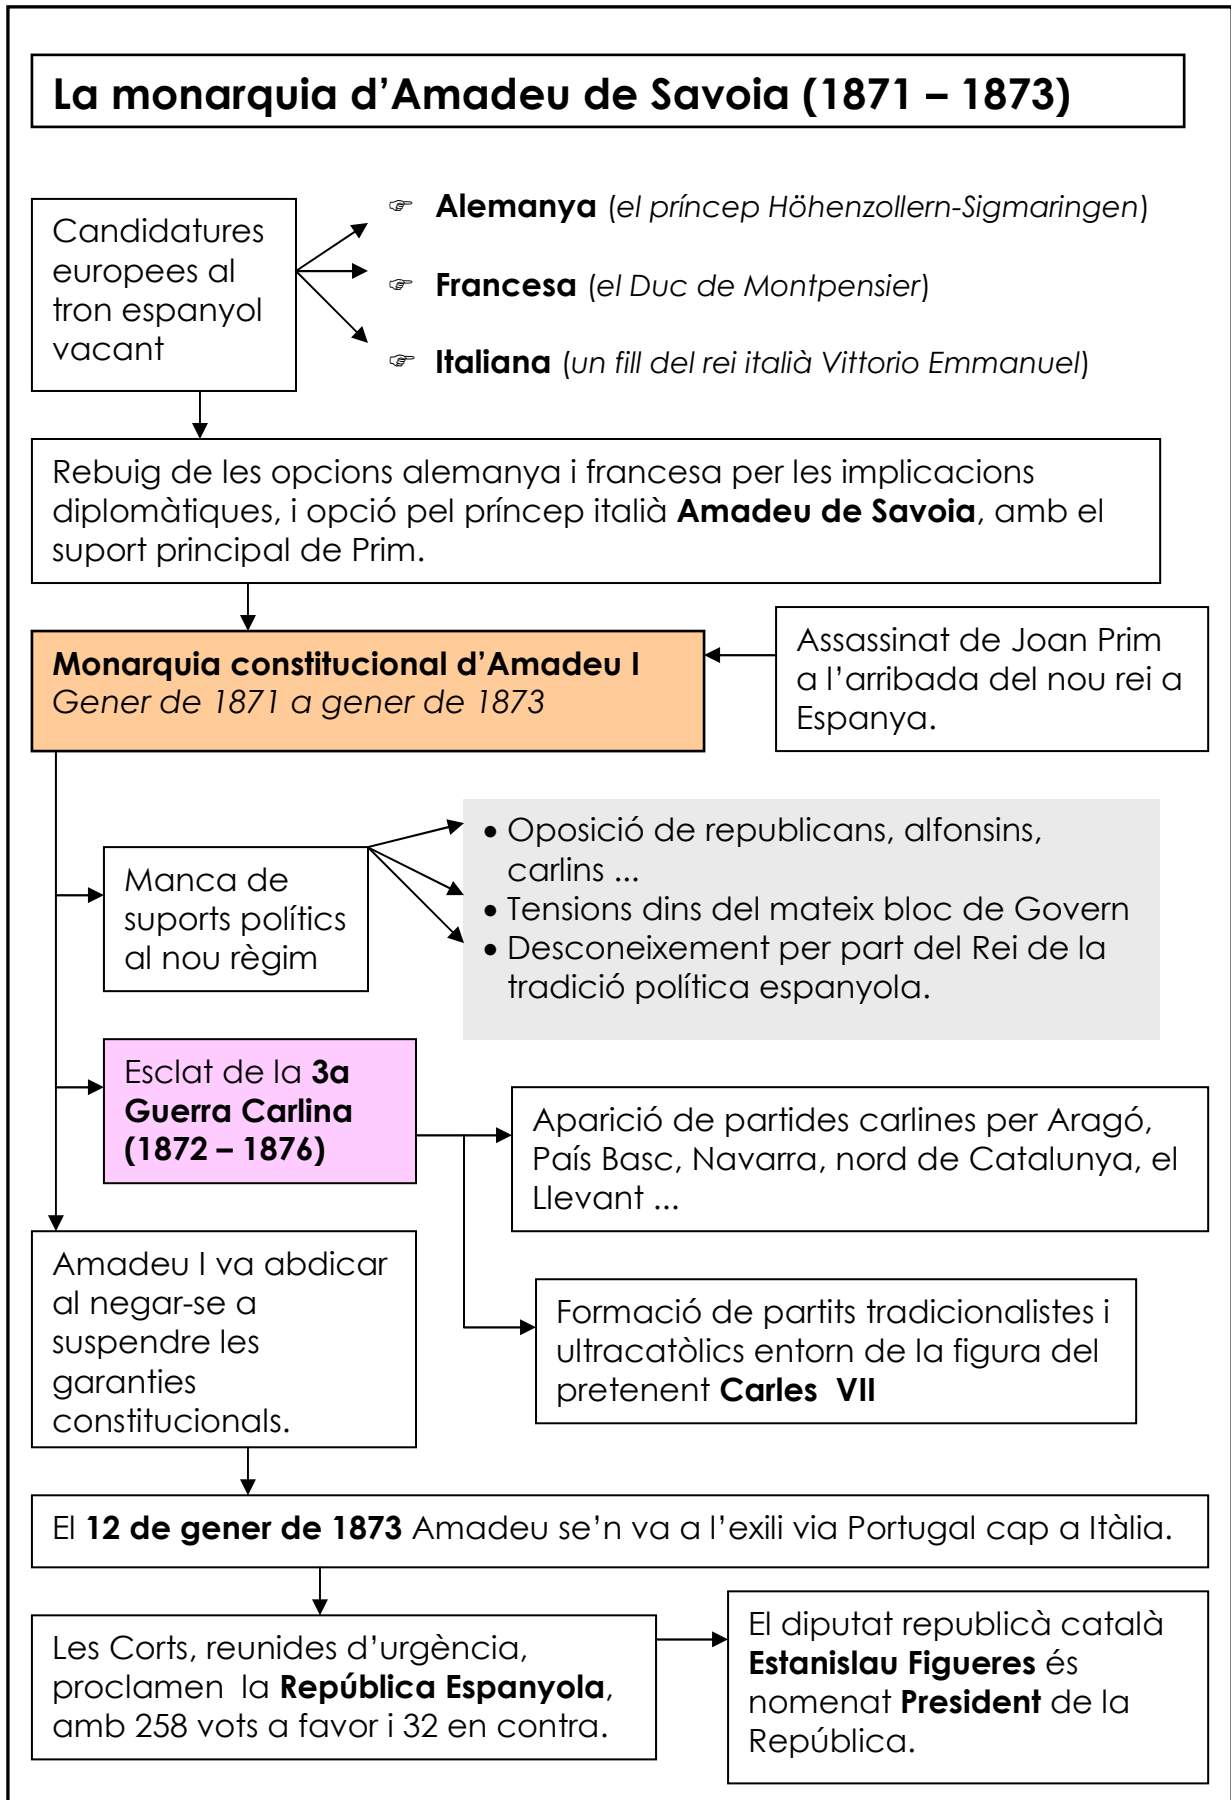 La monarquia d’Amadeu de Savoia (1871 – 1873)
Candidatures
europees al
tron espanyol
vacant
☞ Alemanya (el príncep Höhenzollern-Sigmaringen)
☞ Francesa (el Duc de Montpensier)
☞ Italiana (un fill del rei italià Vittorio Emmanuel)
Rebuig de les opcions alemanya i francesa per les implicacions
diplomàtiques, i opció pel príncep italià Amadeu de Savoia, amb el
suport principal de Prim.
Monarquia constitucional d’Amadeu I
Gener de 1871 a gener de 1873
Assassinat de Joan Prim
a l’arribada del nou rei a
Espanya.
Manca de
suports polítics
al nou règim
• Oposició de republicans, alfonsins,
carlins ...
• Tensions dins del mateix bloc de Govern
• Desconeixement per part del Rei de la
tradició política espanyola.
Esclat de la 3a
Guerra Carlina
(1872 – 1876)
Aparició de partides carlines per Aragó,
País Basc, Navarra, nord de Catalunya, el
Llevant ...
Formació de partits tradicionalistes i
ultracatòlics entorn de la figura del
pretenent Carles VII
Amadeu I va abdicar
al negar-se a
suspendre les
garanties
constitucionals.
El 12 de gener de 1873 Amadeu se’n va a l’exili via Portugal cap a Itàlia.
Les Corts, reunides d’urgència,
proclamen la República Espanyola,
amb 258 vots a favor i 32 en contra.
El diputat republicà català
Estanislau Figueres és
nomenat President de la
República.